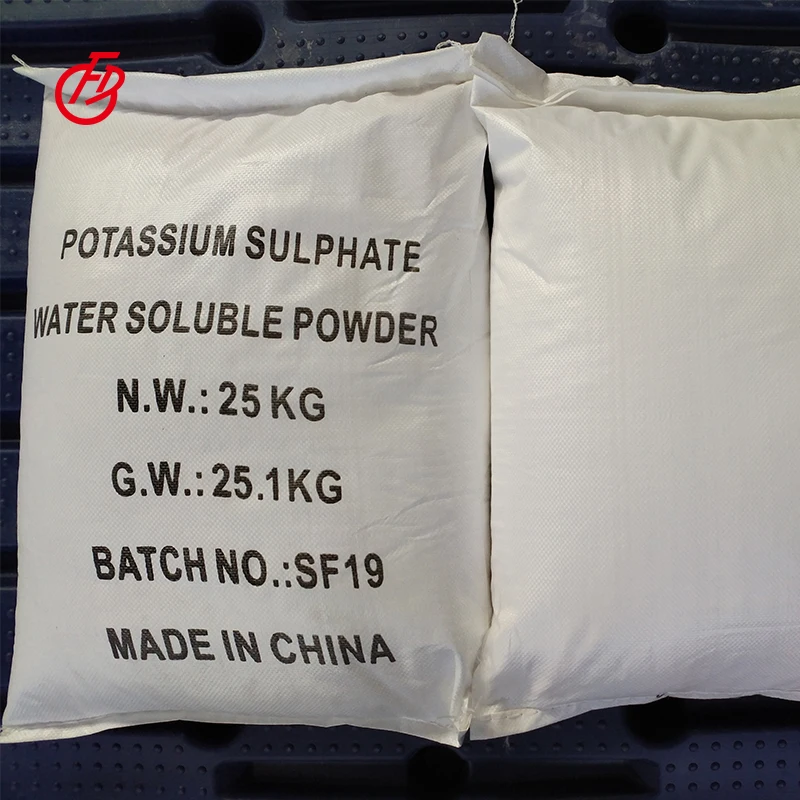 POTASSIUM SULPHATE
WATER SOLUBLE POWDER
N.W.: 25 KG
G.W.: 25.1KG
BATCH NO.:SF19
MADE IN CHINA